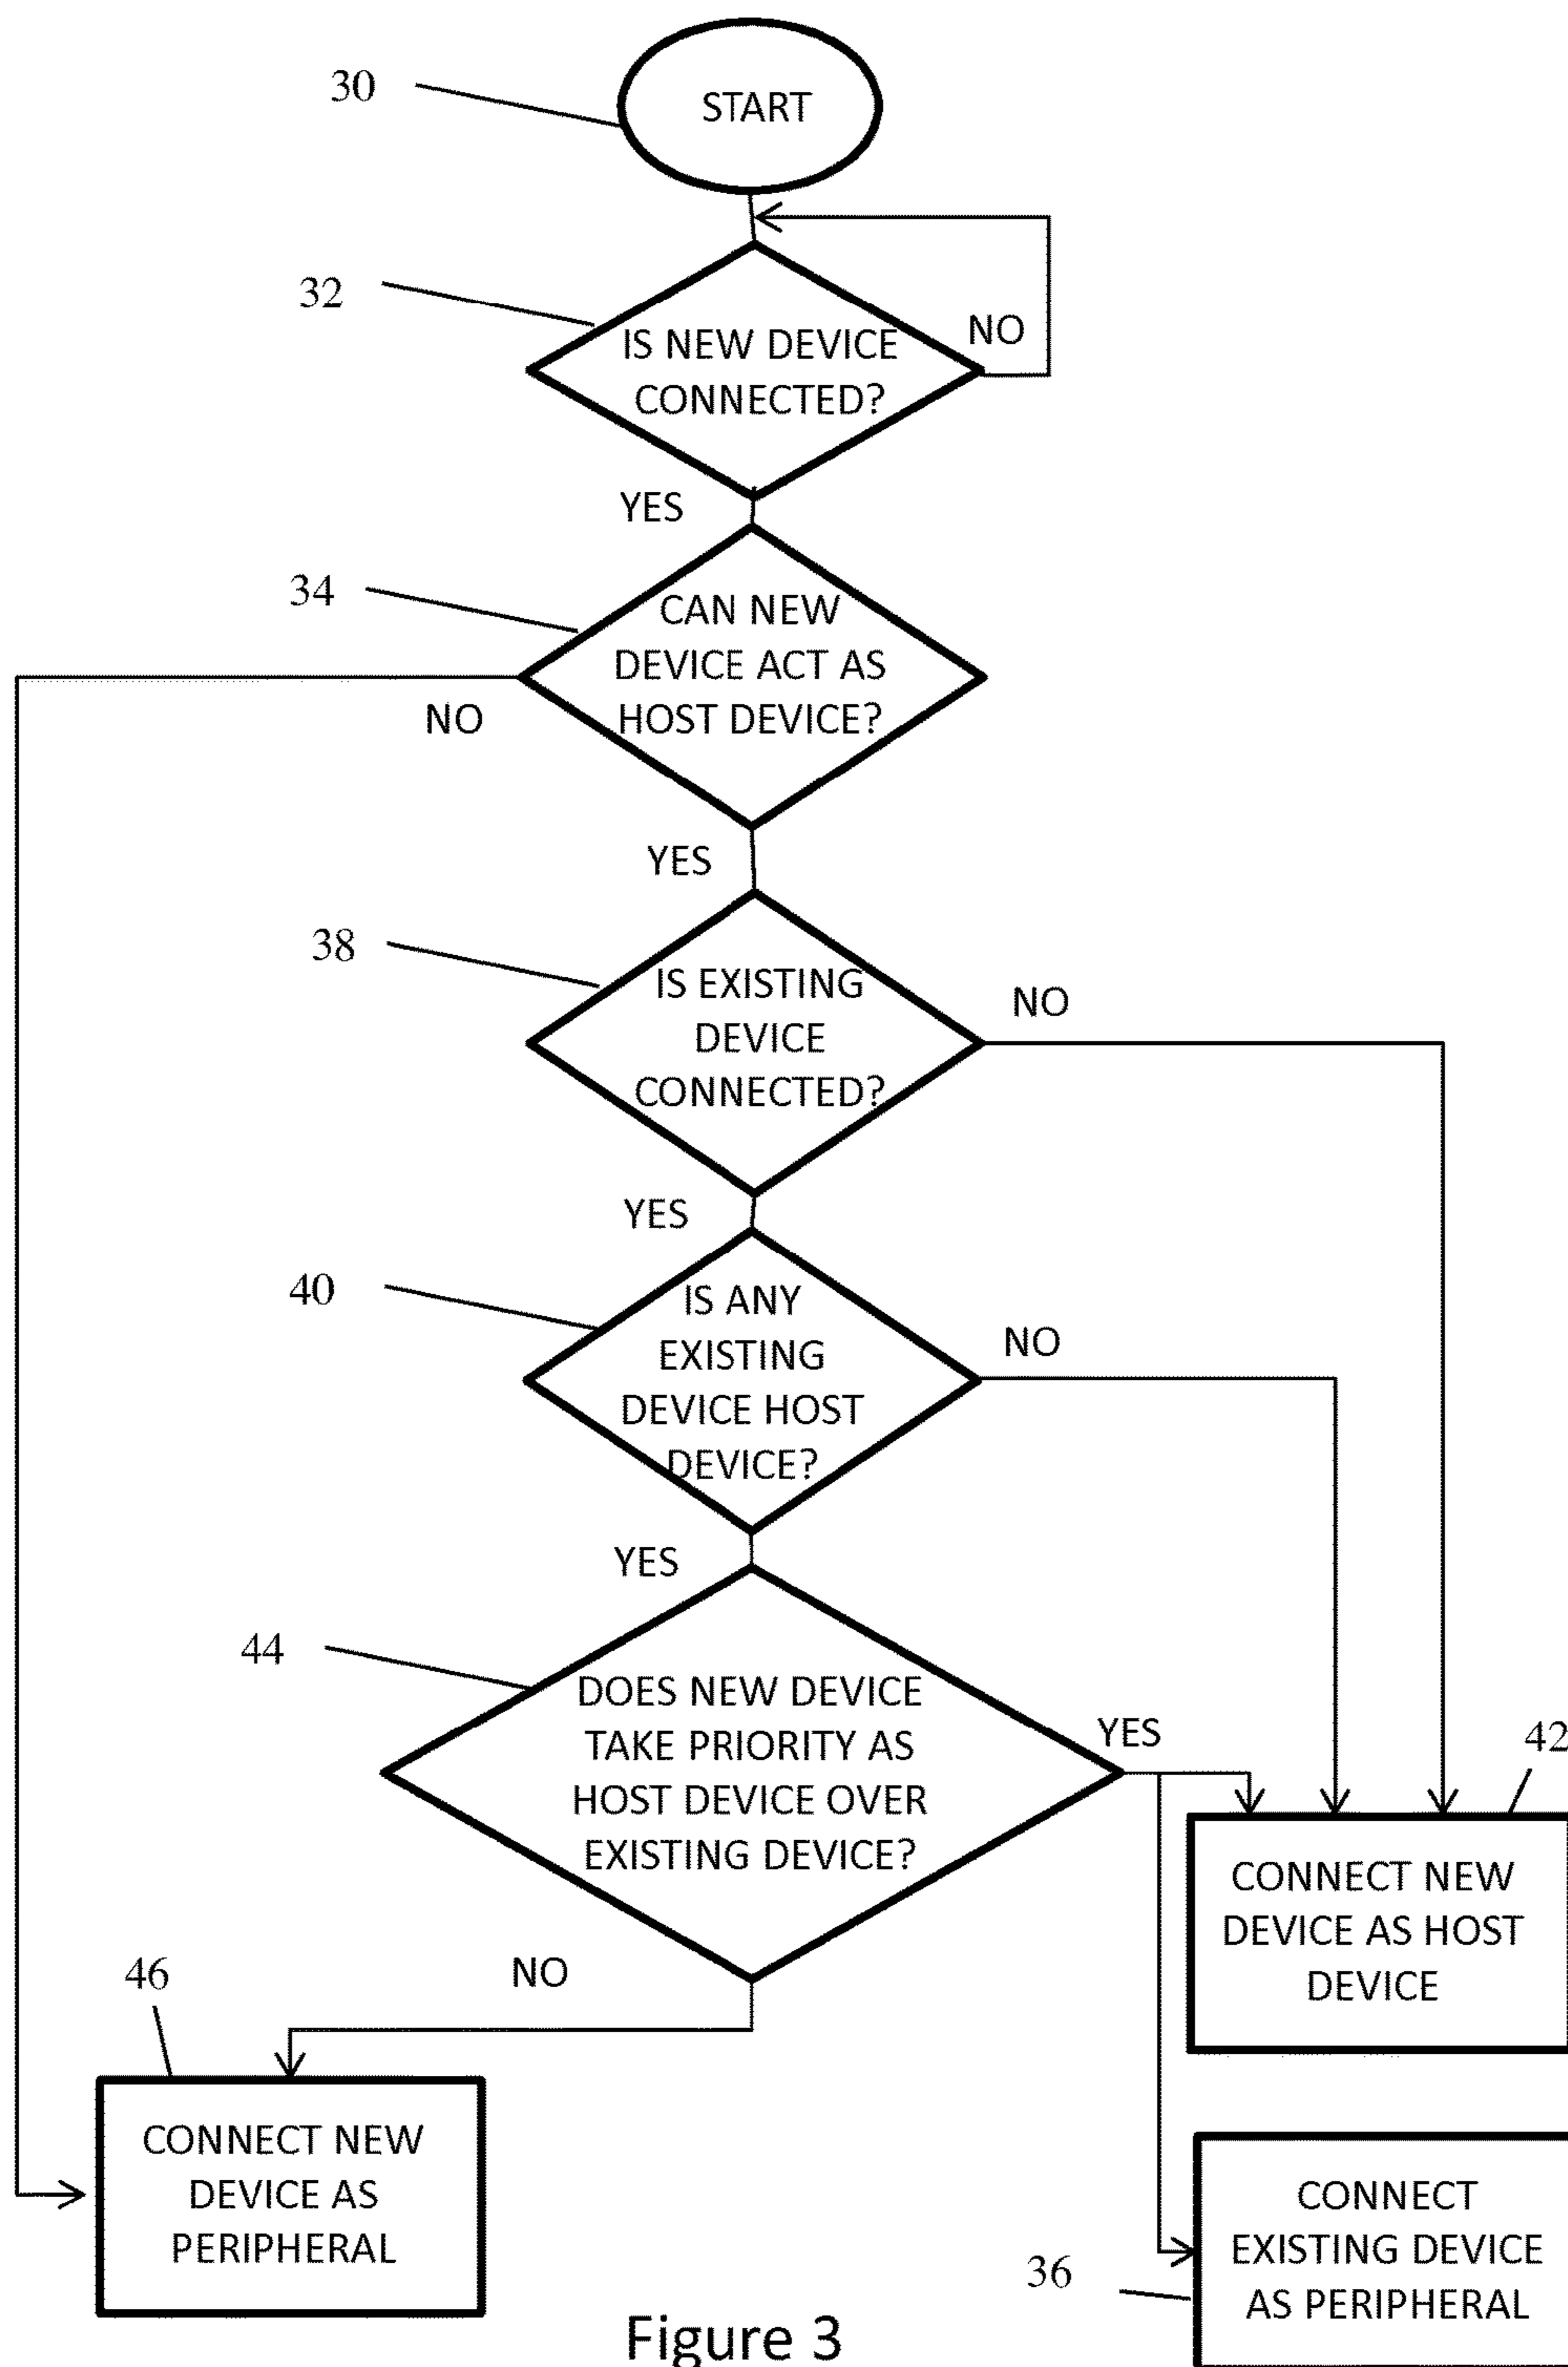 30
START
32
IS NEW DEVICE
CONNECTED?
NO
YES
34
CAN NEW
DEVICE ACT AS
HOST DEVICE?
NO
YES
38
IS EXISTING
DEVICE
CONNECTED?
NO
YES
40
IS ANY
EXISTING
DEVICE HOST
DEVICE?
NO
YES
44
DOES NEW DEVICE
TAKE PRIORITY AS
HOST DEVICE OVER
EXISTING DEVICE?
YES
42
CONNECT NEW
DEVICE AS HOST
DEVICE
NO
46
CONNECT NEW
DEVICE AS
PERIPHERAL
36
CONNECT
EXISTING DEVICE
AS PERIPHERAL
Figure 3